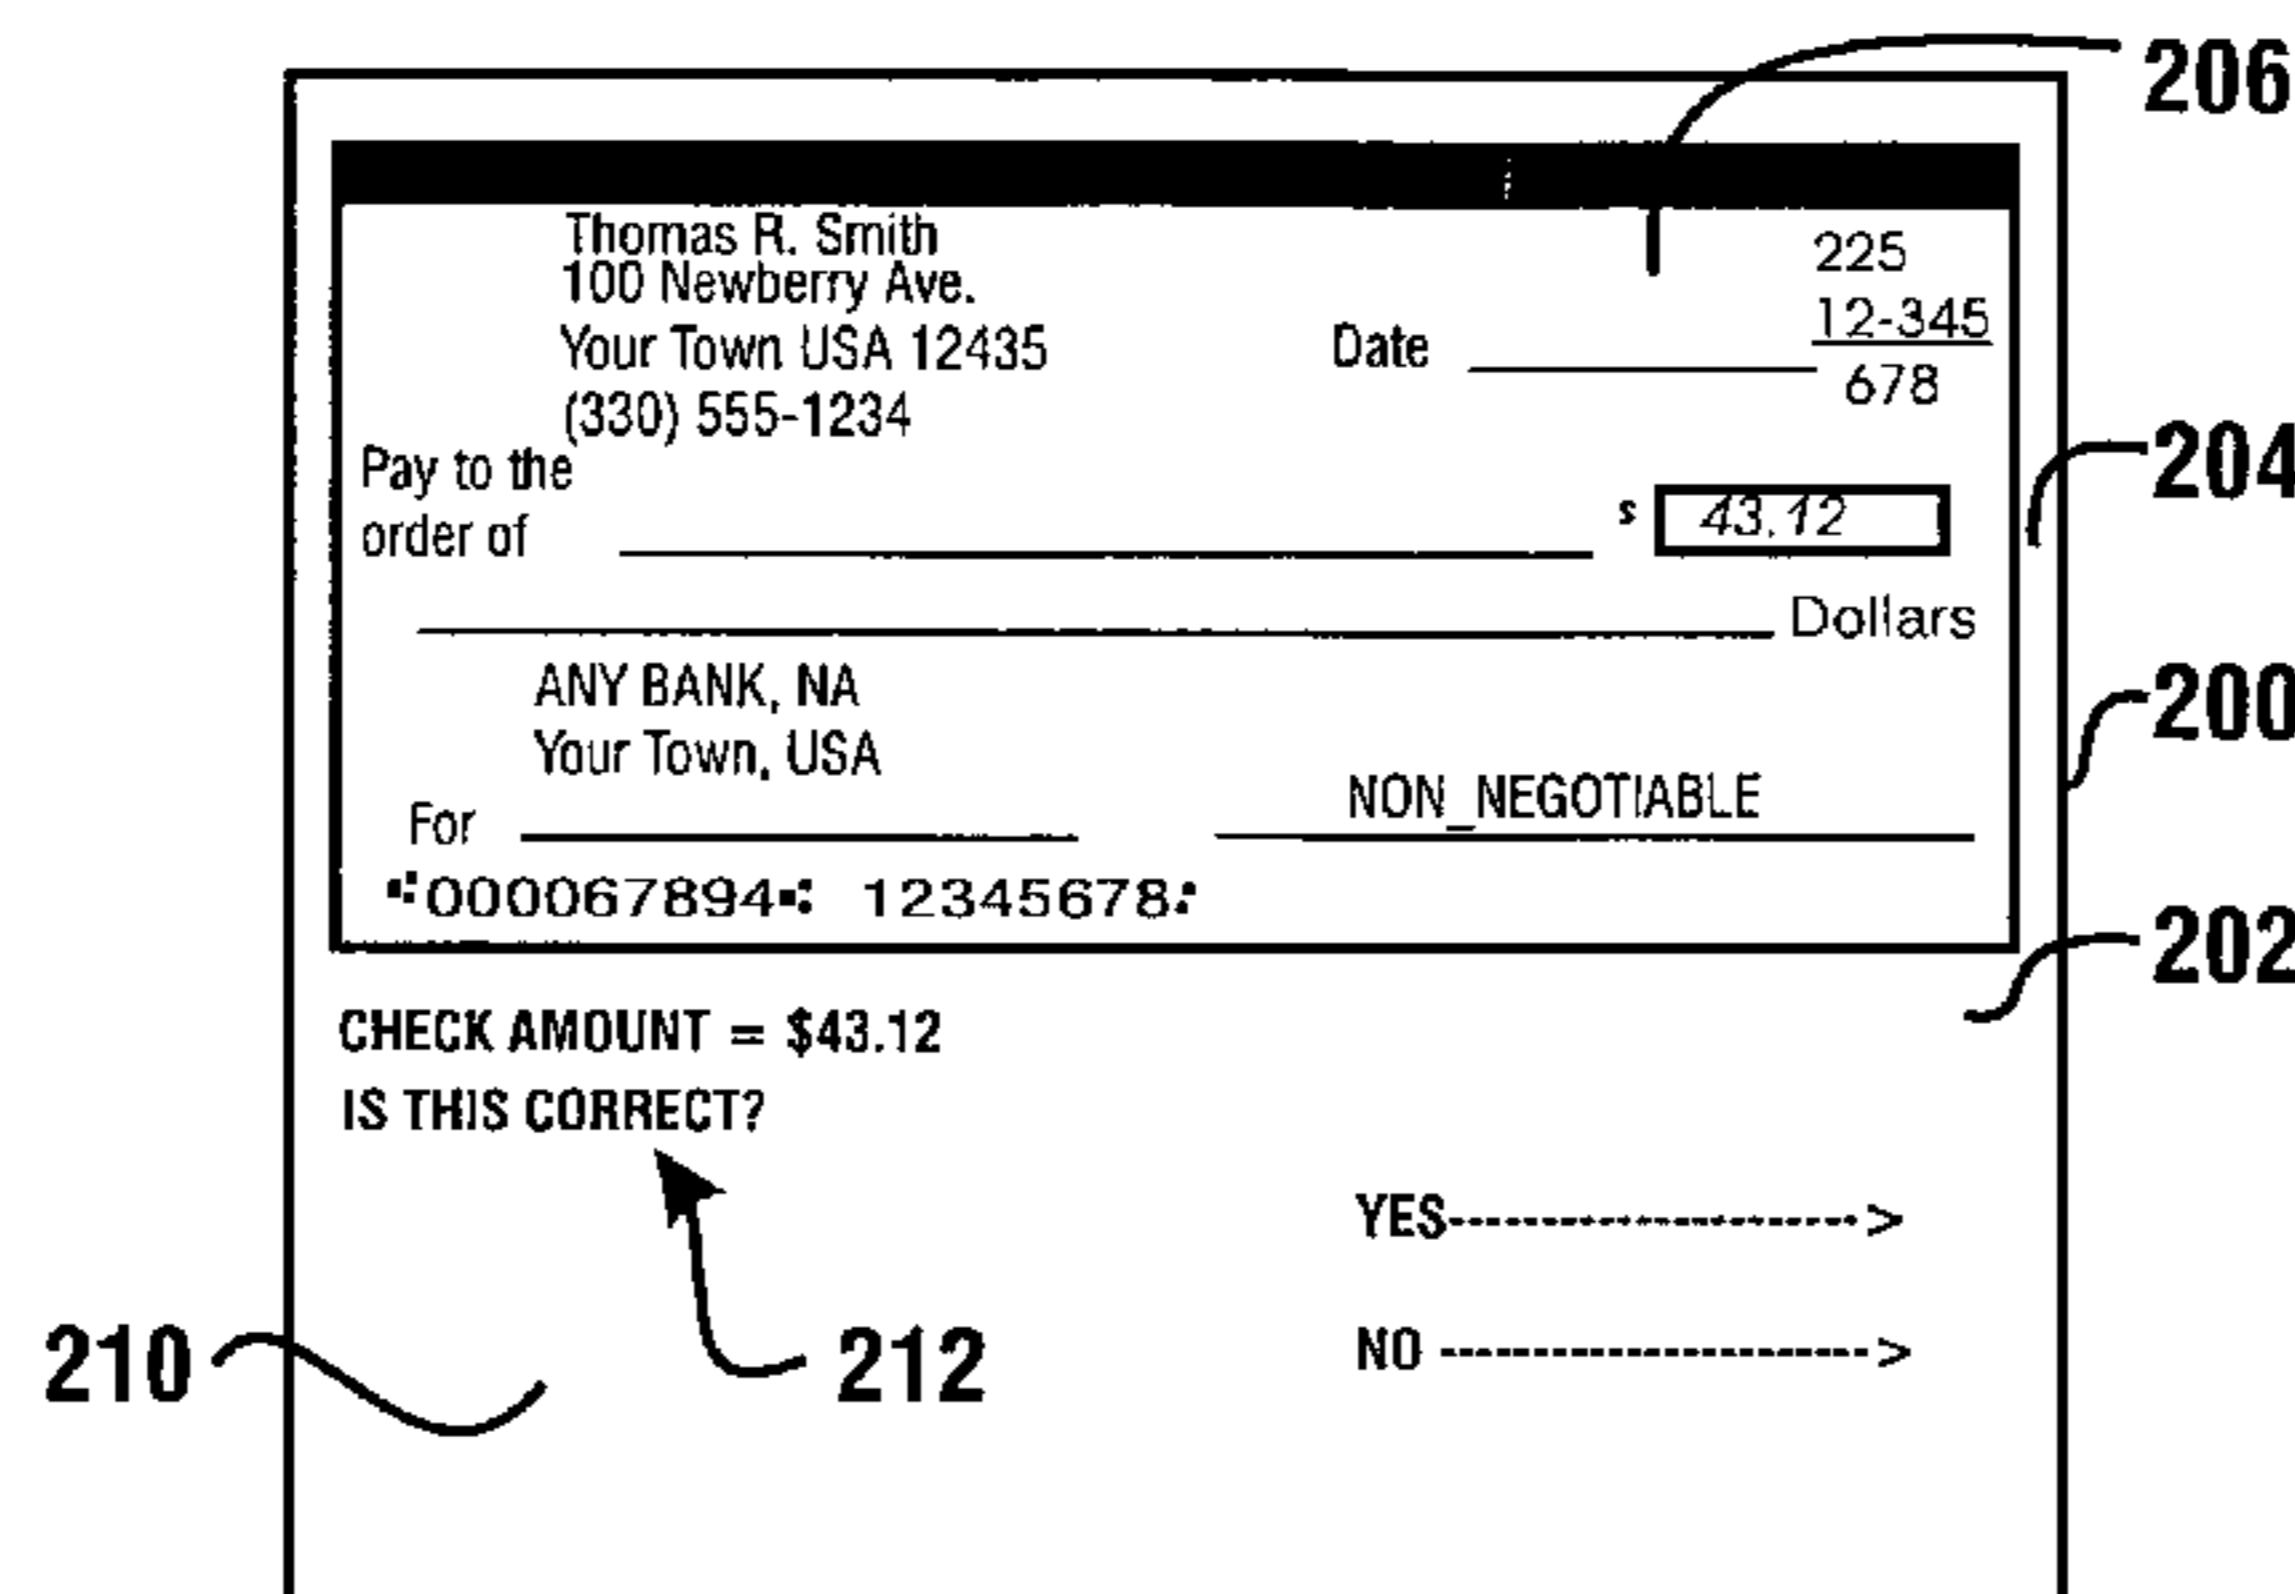 206
Thomas R. Smith
225
100 Newberry Ave.
12-345
Your Town USA 12435
Date
678
(330) 555-1234
204
Pay to the
order of
$ 43.12
Dollars
ANY BANK, NA
200
Your Town, USA
NON_NEGOTIABLE
For
⑆000067894⑆ 12345678⑈
202
CHECK AMOUNT = $43.12
IS THIS CORRECT?
YES----------------------->
210
212
NO ------------------------>